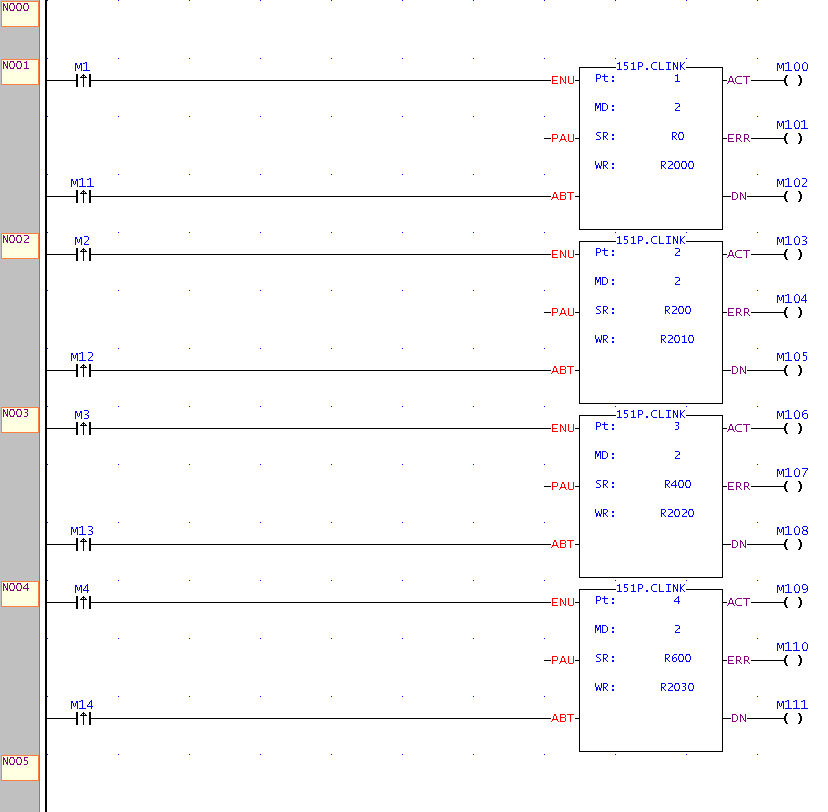 N000
N001
M1
151P.CLINK
M100
ENU
Pt: 1
ACT
( )
MD: 2
M101
PAU
SR: R0
ERR
( )
WR: R2000
M11
M102
ABT
DN
( )
N002
M2
151P.CLINK
M103
ENU
Pt: 2
ACT
( )
MD: 2
M104
PAU
SR: R200
ERR
( )
WR: R2010
M12
M105
ABT
DN
( )
N003
M3
151P.CLINK
M106
ENU
Pt: 3
ACT
( )
MD: 2
M107
PAU
SR: R400
ERR
( )
WR: R2020
M13
M108
ABT
DN
( )
N004
M4
151P.CLINK
M109
ENU
Pt: 4
ACT
( )
MD: 2
M110
PAU
SR: R600
ERR
( )
WR: R2030
M14
M111
ABT
DN
( )
N005